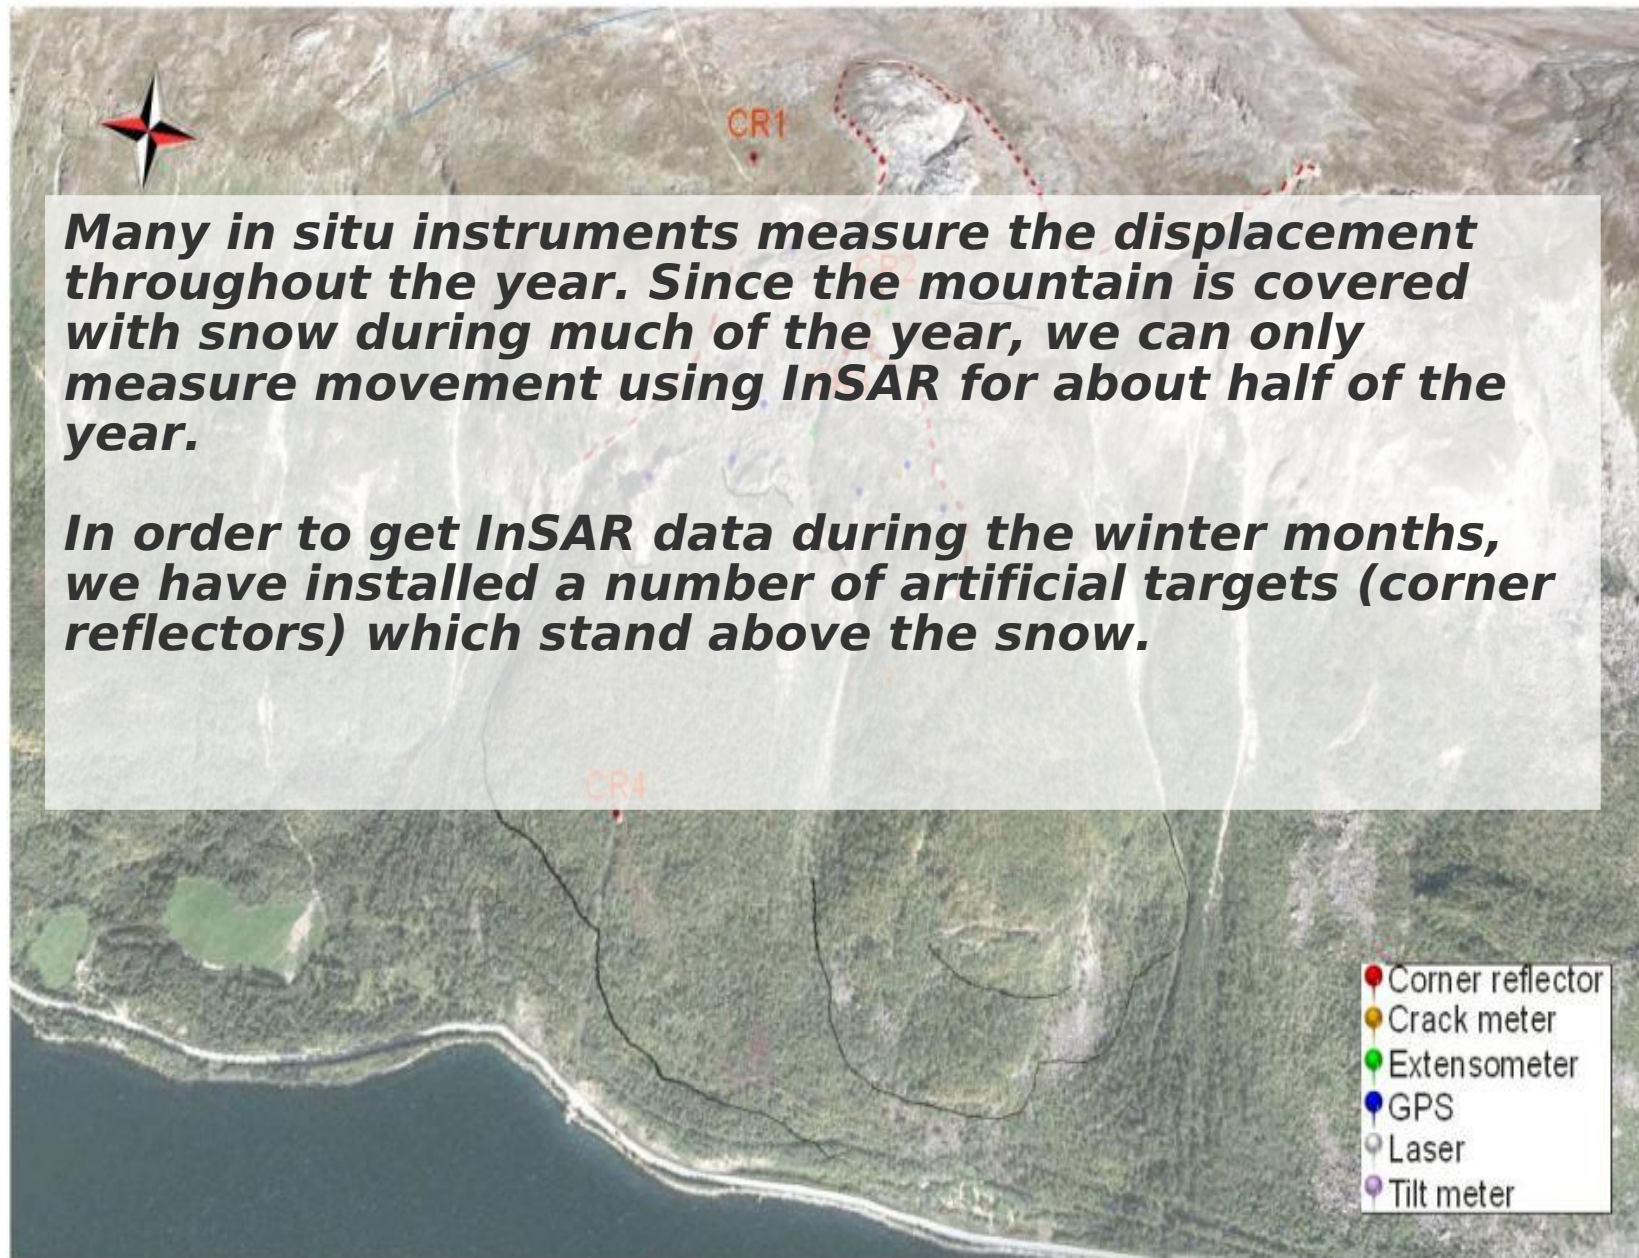 CR1
Many in situ instruments measure the displacement
throughout the year. Since the mountain is covered
with snow during much of the year, we can only
measure movement using InSAR for about half of the
year.
In order to get InSAR data during the winter months,
we have installed a number of artificial targets (corner
reflectors) which stand above the snow.
CR2
CR4
Corner reflector
Crack meter
Extensometer
GPS
Laser
Tilt meter